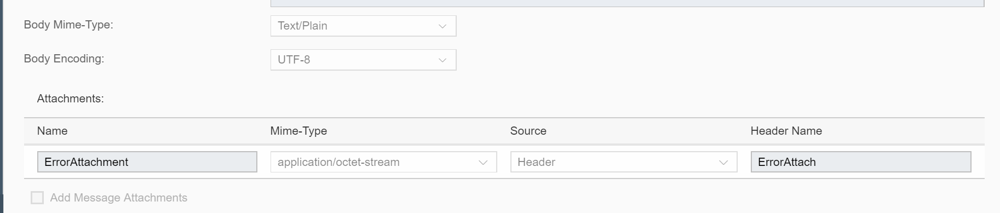 Body Mime-Type:
Text/Plain
Body Encoding:
UTF-8
Attachments:
Name Mime-Type Source Header Name
ErrorAttachment application/octet-stream Header ErrorAttach
Add Message Attachments